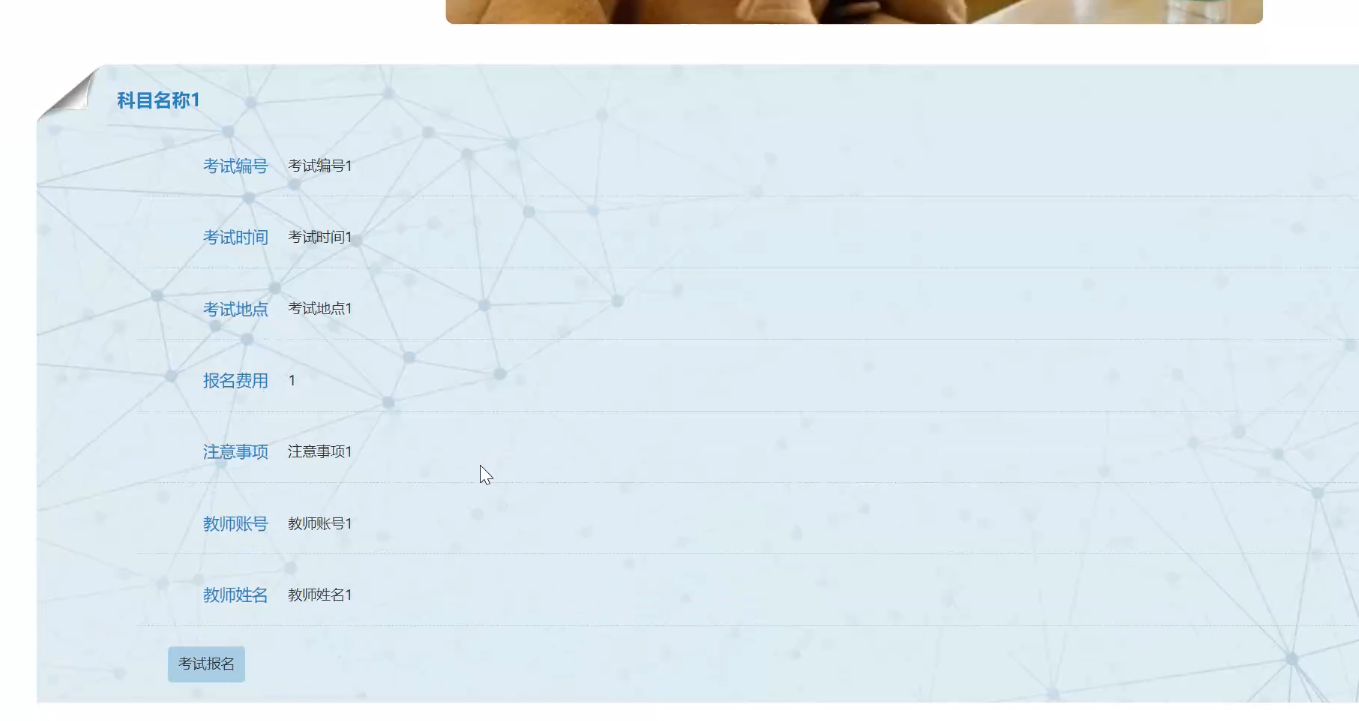 科目名称1
考试编号 考试编号1
考试时间 考试时间1
考试地点 考试地点1
报名费用 1
注意事项 注意事项1
教师账号 教师账号1
教师姓名 教师姓名1
考试报名